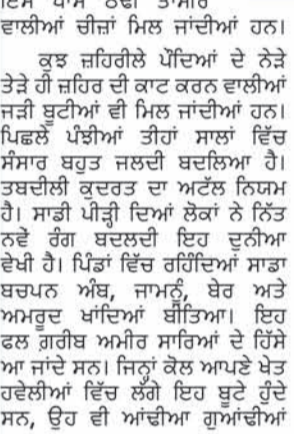 ਵਾਲੀਆਂ ਚੀਜ਼ਾਂ ਮਿਲ ਜਾਂਦੀਆਂ ਹਨ।
ਕੁਝ ਜ਼ਹਿਰੀਲੇ ਪੌਦਿਆਂ ਦੇ ਨੇੜੇ
ਤੇੜੇ ਹੀ ਜ਼ਹਿਰ ਦੀ ਕਾਟ ਕਰਨ ਵਾਲੀਆਂ
ਜੜੀ ਬੂਟੀਆਂ ਵੀ ਮਿਲ ਜਾਂਦੀਆਂ ਹਨ।
ਪਿਛਲੇ ਪੰਝੀਆਂ ਤੀਹਾਂ ਸਾਲਾਂ ਵਿੱਚ
ਸੰਸਾਰ ਬਹੁਤ ਜਲਦੀ ਬਦਲਿਆ ਹੈ।
ਤਬਦੀਲੀ ਕੁਦਰਤ ਦਾ ਅਟੱਲ ਨਿਯਮ
ਹੈ। ਸਾਡੀ ਪੀੜ੍ਹੀ ਦਿਆਂ ਲੋਕਾਂ ਨੇ ਨਿੱਤ
ਨਵੇਂ ਰੰਗ ਬਦਲਦੀ ਇਹ ਦੁਨੀਆ
ਵੇਖੀ ਹੈ। ਪਿੰਡਾਂ ਵਿੱਚ ਰਹਿੰਦਿਆਂ ਸਾਡਾ
ਬਚਪਨ ਅੰਬ, ਜਾਮਨੂੰ, ਬੇਰ ਅਤੇ
ਅਮਰੂਦ ਖਾਂਦਿਆਂ ਬੀਤਿਆ। ਇਹ
ਫਲ ਗ਼ਰੀਬ ਅਮੀਰ ਸਾਰਿਆਂ ਦੇ ਹਿੱਸੇ
ਆ ਜਾਂਦੇ ਸਨ। ਜਿਨ੍ਹਾਂ ਕੋਲ ਆਪਣੇ ਖੇਤ
ਹਵੇਲੀਆਂ ਵਿੱਚ ਲੱਗੇ ਇਹ ਬੂਟੇ ਹੁੰਦੇ
ਸਨ, ਉਹ ਵੀ ਆਂਢੀਆ ਗੁਆਂਢੀਆਂ